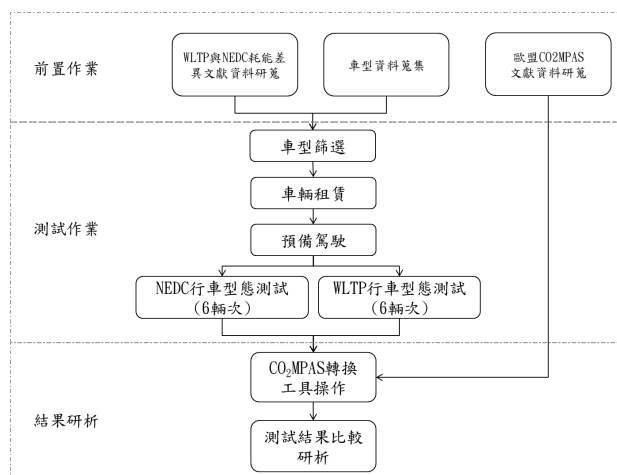 前置作業
WLTP與NEDC耗能差
異文獻資料研蒐
車型資料蒐集
歐盟CO2MPAS
文獻資料研蒐
測試作業
車型篩選
車輛租賃
預備駕駛
NEDC行車型態測試
(6輛次)
WLTP行車型態測試
(6輛次)
結果研析
CO₂MPAS轉換
工具操作
測試結果比較
研析